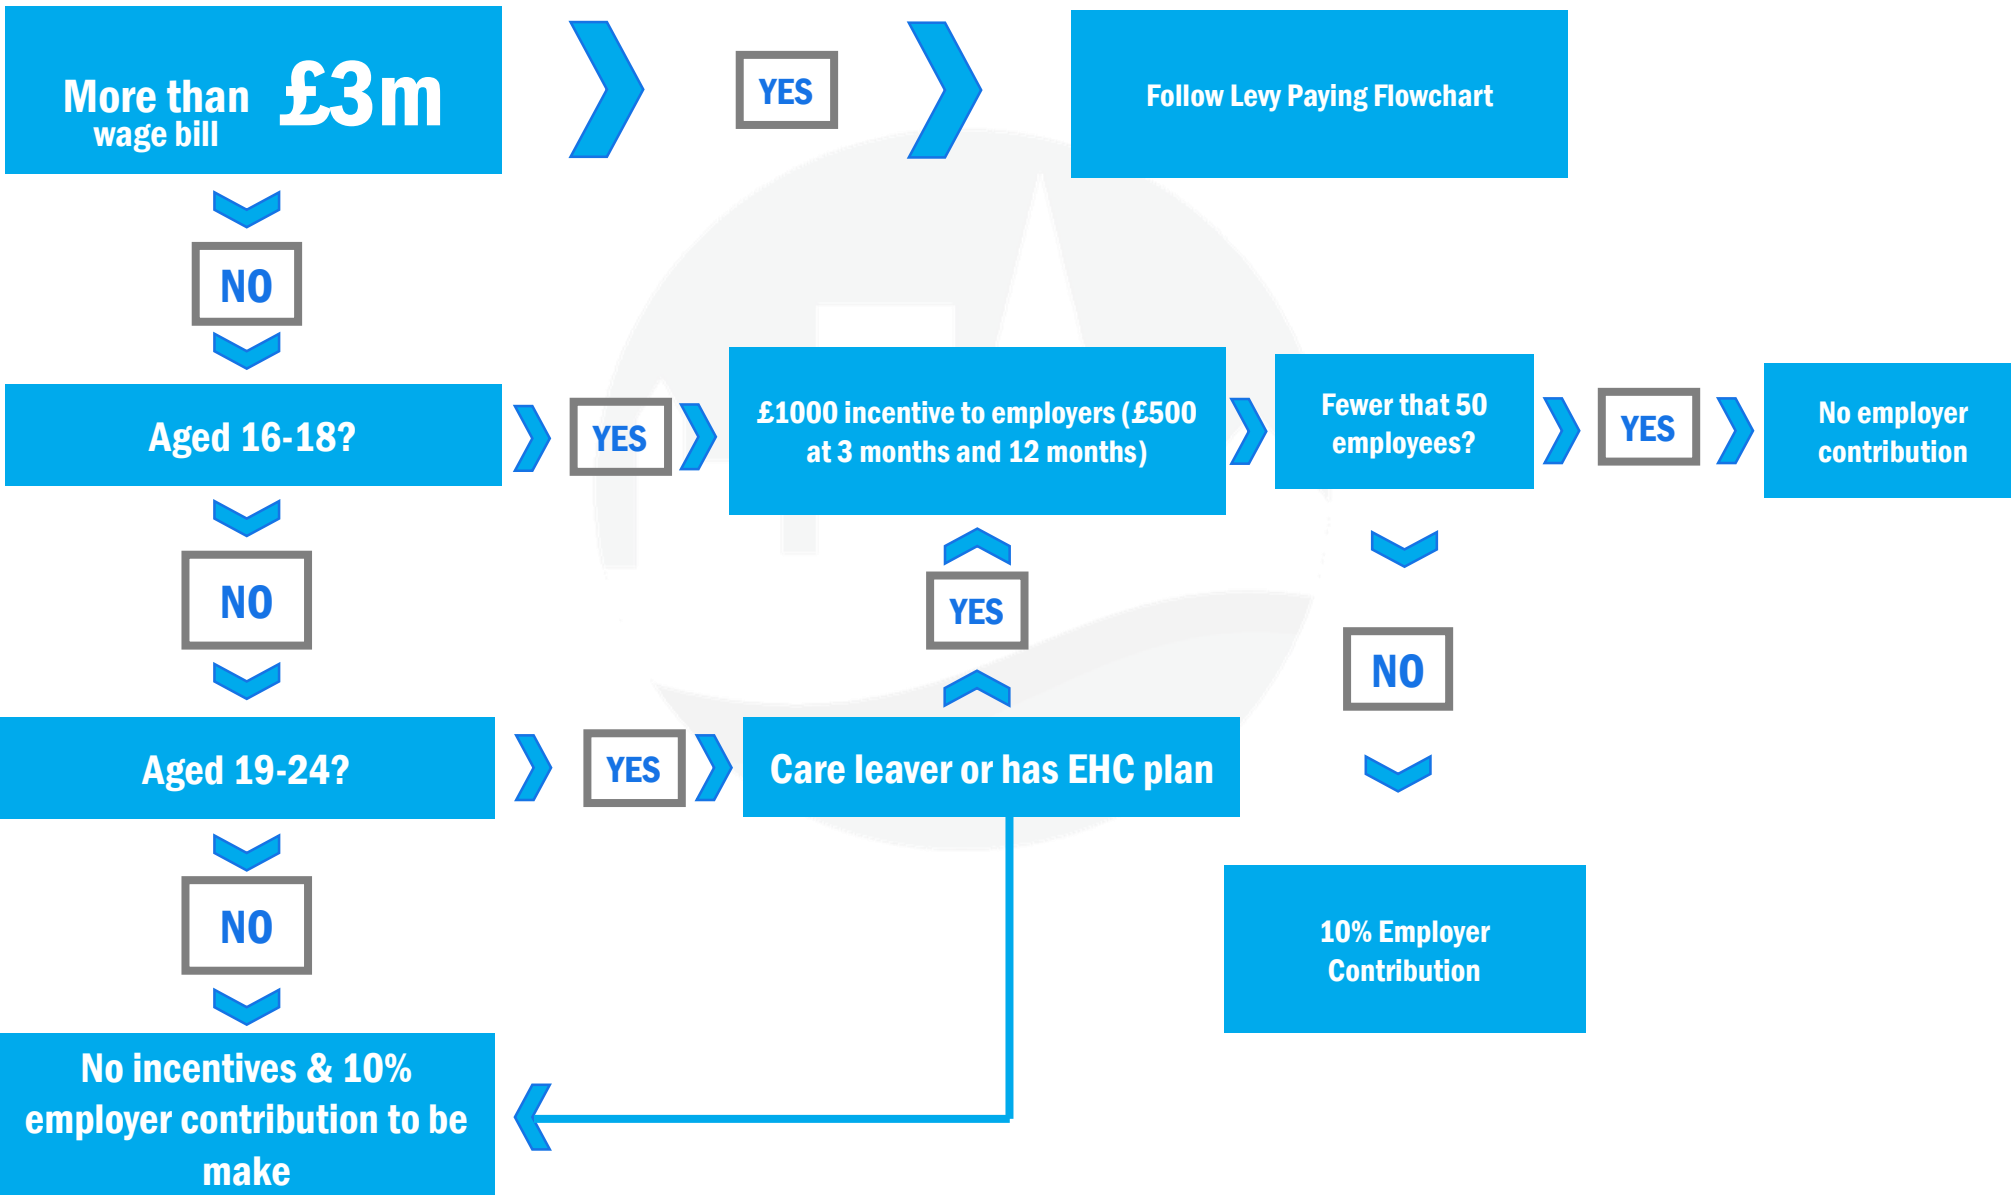 More than £3m
wage bill
YES
Follow Levy Paying Flowchart
NO
Aged 16-18?
YES
£1000 incentive to employers (£500
at 3 months and 12 months)
Fewer that 50
employees?
YES
No employer
contribution
NO
YES
NO
Aged 19-24?
YES
Care leaver or has EHC plan
NO
10% Employer
Contribution
No incentives & 10%
employer contribution to be
make